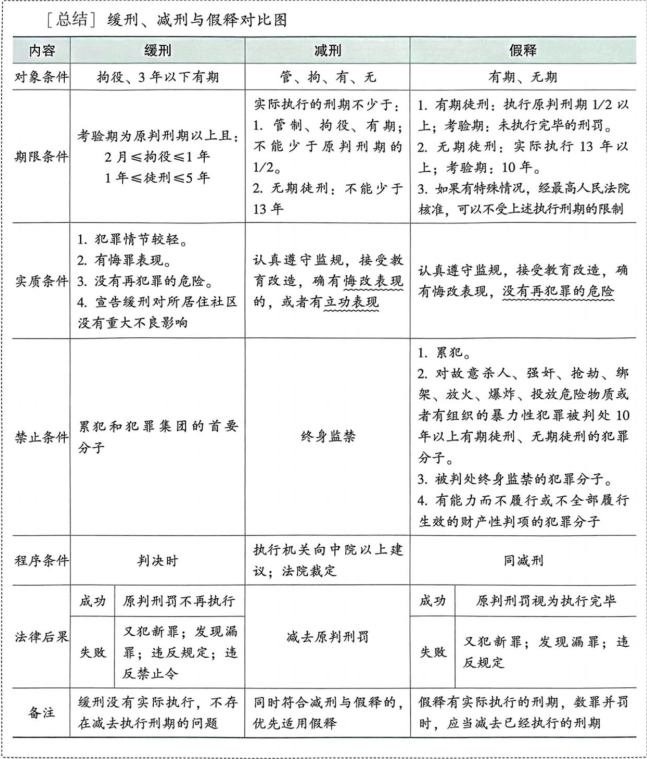 ［总结］缓刑、减刑与假释对比图
内容
缓刑
减刑
假释
对象条件
拘役、3年以下有期
管、拘、有、无
有期、无期
期限条件
考验期为原判刑期以上且：
2月≤拘役≤1年
1年≤徒刑≤5年
实际执行的刑期不少于：
1. 管制、拘役、有期；
不能少于原判刑期的
1/2。
2. 无期徒刑：不能少于
13年
1. 有期徒刑：执行原判刑期1/2以
上；考验期：未执行完毕的刑罚。
2. 无期徒刑：实际执行13年以
上；考验期：10年。
3. 如果有特殊情况，经最高人民法院
核准，可以不受上述执行刑期的限制
实质条件
1. 犯罪情节较轻。
2. 有悔罪表现。
3. 没有再犯罪的危险。
4. 宣告缓刑对所居住社区
没有重大不良影响
认真遵守监规，接受教
育改造，确有悔改表现
的，或者有立功表现
认真遵守监规，接受教育改造，确
有悔改表现，没有再犯罪的危险
禁止条件
累犯和犯罪集团的首要
分子
终身监禁
1. 累犯。
2. 对故意杀人、强奸、抢劫、绑
架、放火、爆炸、投放危险物质或
者有组织的暴力性犯罪被判处10
年以上有期徒刑、无期徒刑的犯罪
分子。
3. 被判处终身监禁的犯罪分子。
4. 有能力而不履行或不全部履行
生效的财产性判项的犯罪分子
程序条件
判决时
执行机关向中院以上建
议；法院裁定
同减刑
法律后果
成功
原判刑罚不再执行
失败
又犯新罪；发现漏
罪；违反规定；违
反禁止令
减去原判刑罚
成功
原判刑罚视为执行完毕
失败
又犯新罪；发现漏罪；违
反规定
备注
缓刑没有实际执行，不存
在减去执行刑期的问题
同时符合减刑与假释的，
优先适用假释
假释有实际执行的刑期，数罪并罚
时，应当减去已经执行的刑期